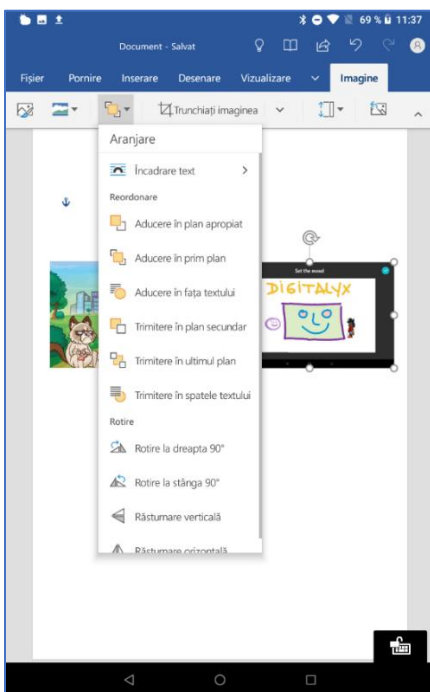 69 % 11:37
Document - Salvat
Fișier Pornire Inserare Desenare Vizualizare Imagine
Trunchiați imaginea
Aranjare
Încadrare text
Reordonare
Aducere în plan apropiat
Aducere în prim plan
Aducere în fața textului
Trimitere în plan secundar
Trimitere în ultimul plan
Trimitere în spatele textului
Rotire
Rotire la dreapta 90°
Rotire la stânga 90°
Răsturnare verticală
Răsturnare orizontală
Set the mood
DIGITALYX